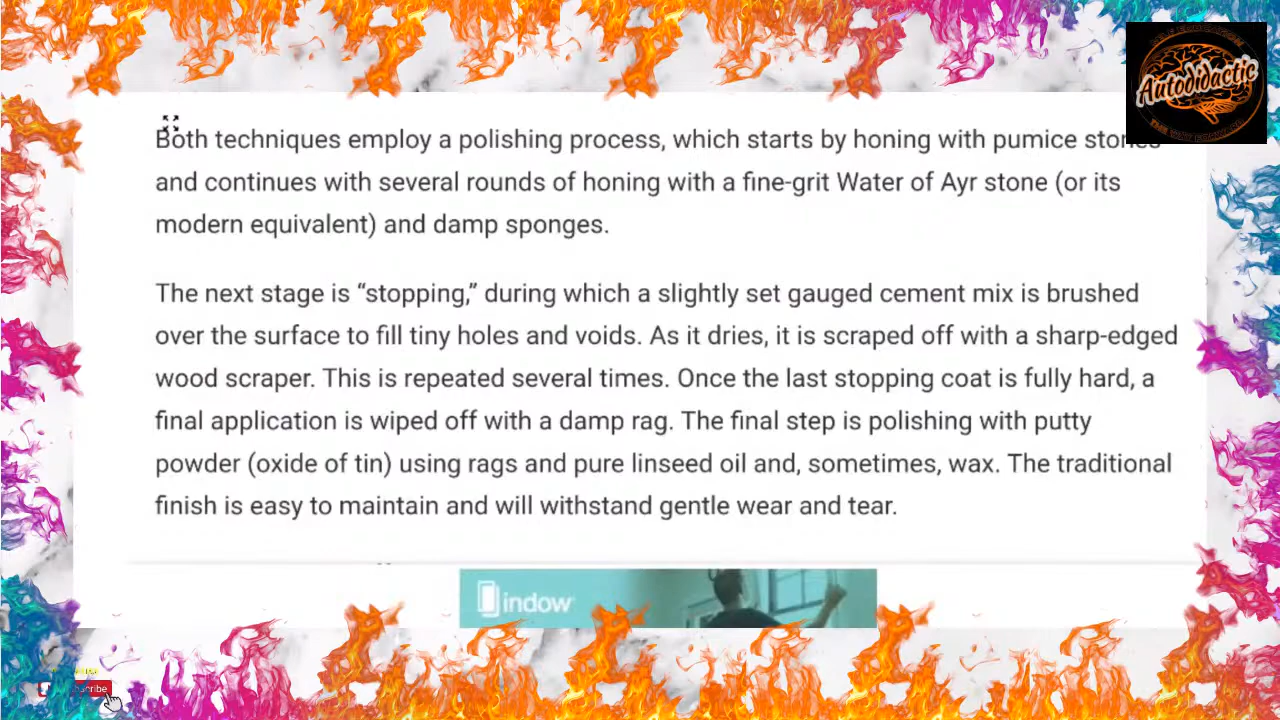 Autodidactic
Both techniques employ a polishing process, which starts by honing with pumice stones
and continues with several rounds of honing with a fine-grit Water of Ayr stone (or its
modern equivalent) and damp sponges.
The next stage is “stopping,” during which a slightly set gauged cement mix is brushed
over the surface to fill tiny holes and voids. As it dries, it is scraped off with a sharp-edged
wood scraper. This is repeated several times. Once the last stopping coat is fully hard, a
final application is wiped off with a damp rag. The final step is polishing with putty
powder (oxide of tin) using rags and pure linseed oil and, sometimes, wax. The traditional
finish is easy to maintain and will withstand gentle wear and tear.
indow